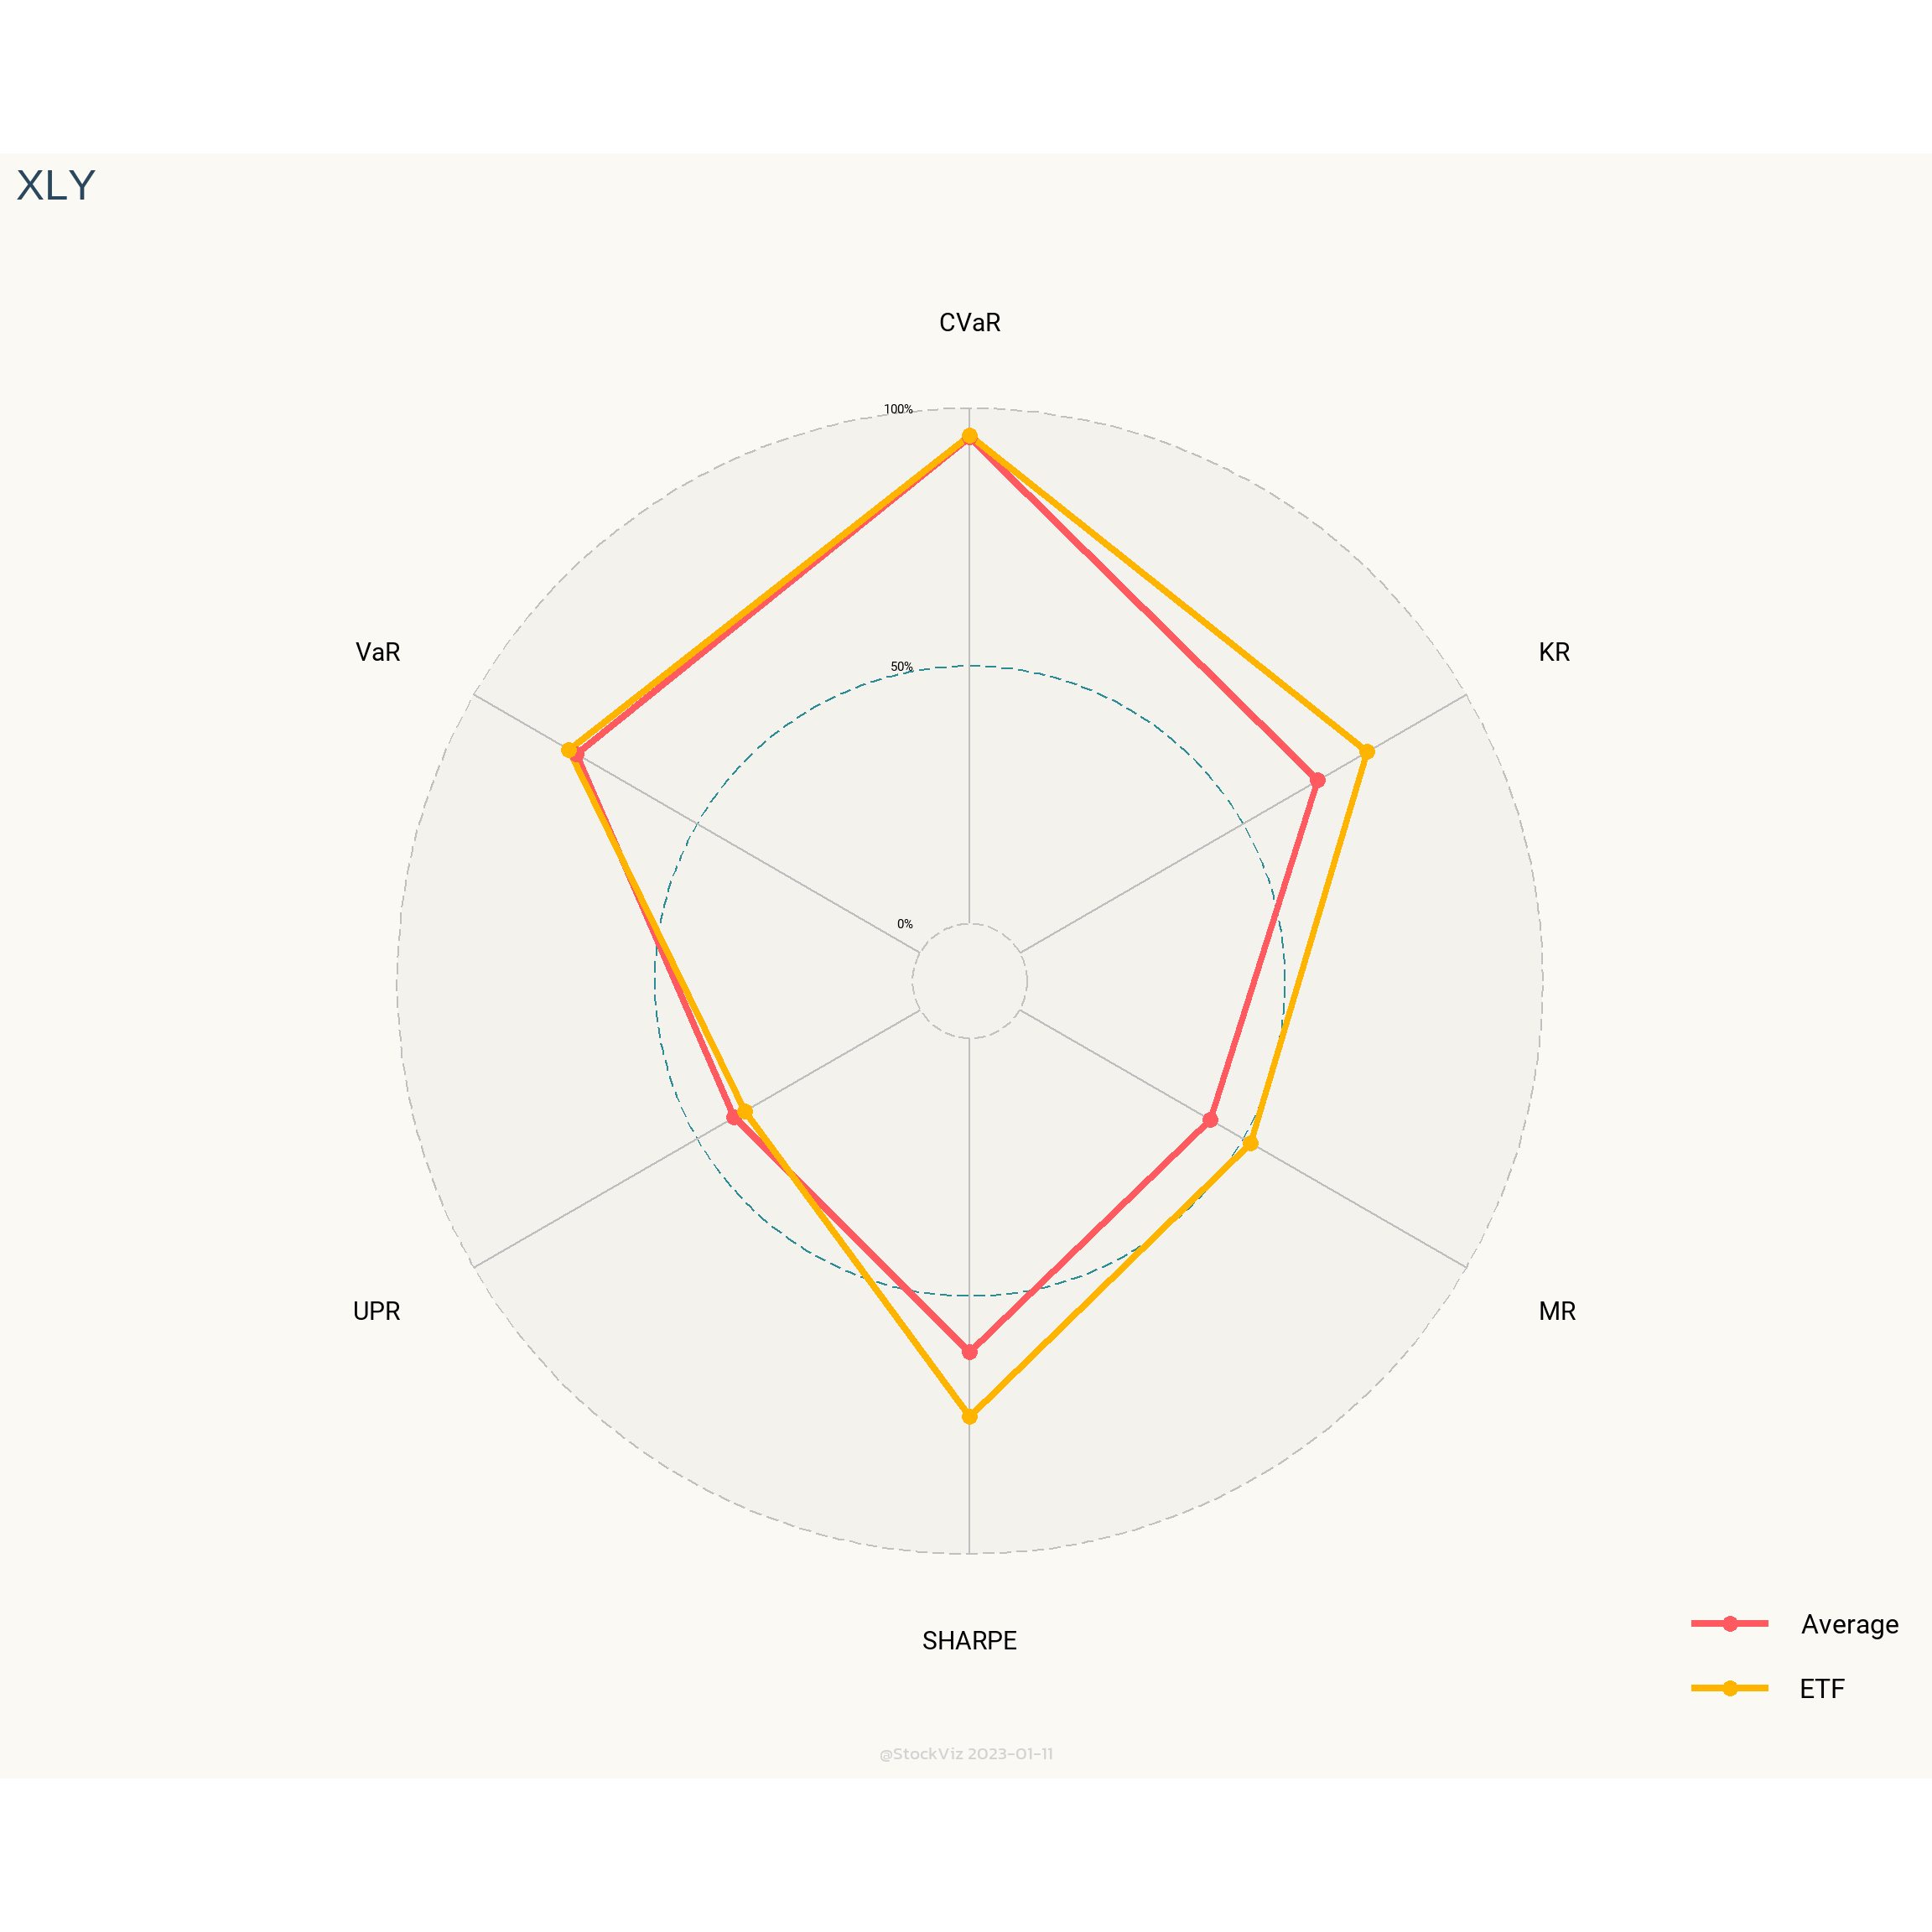 XLY
CVaR
100%
VaR
KR
50%
0%
UPR
MR
SHARPE
Average
ETF
@StockViz 2023-01-11